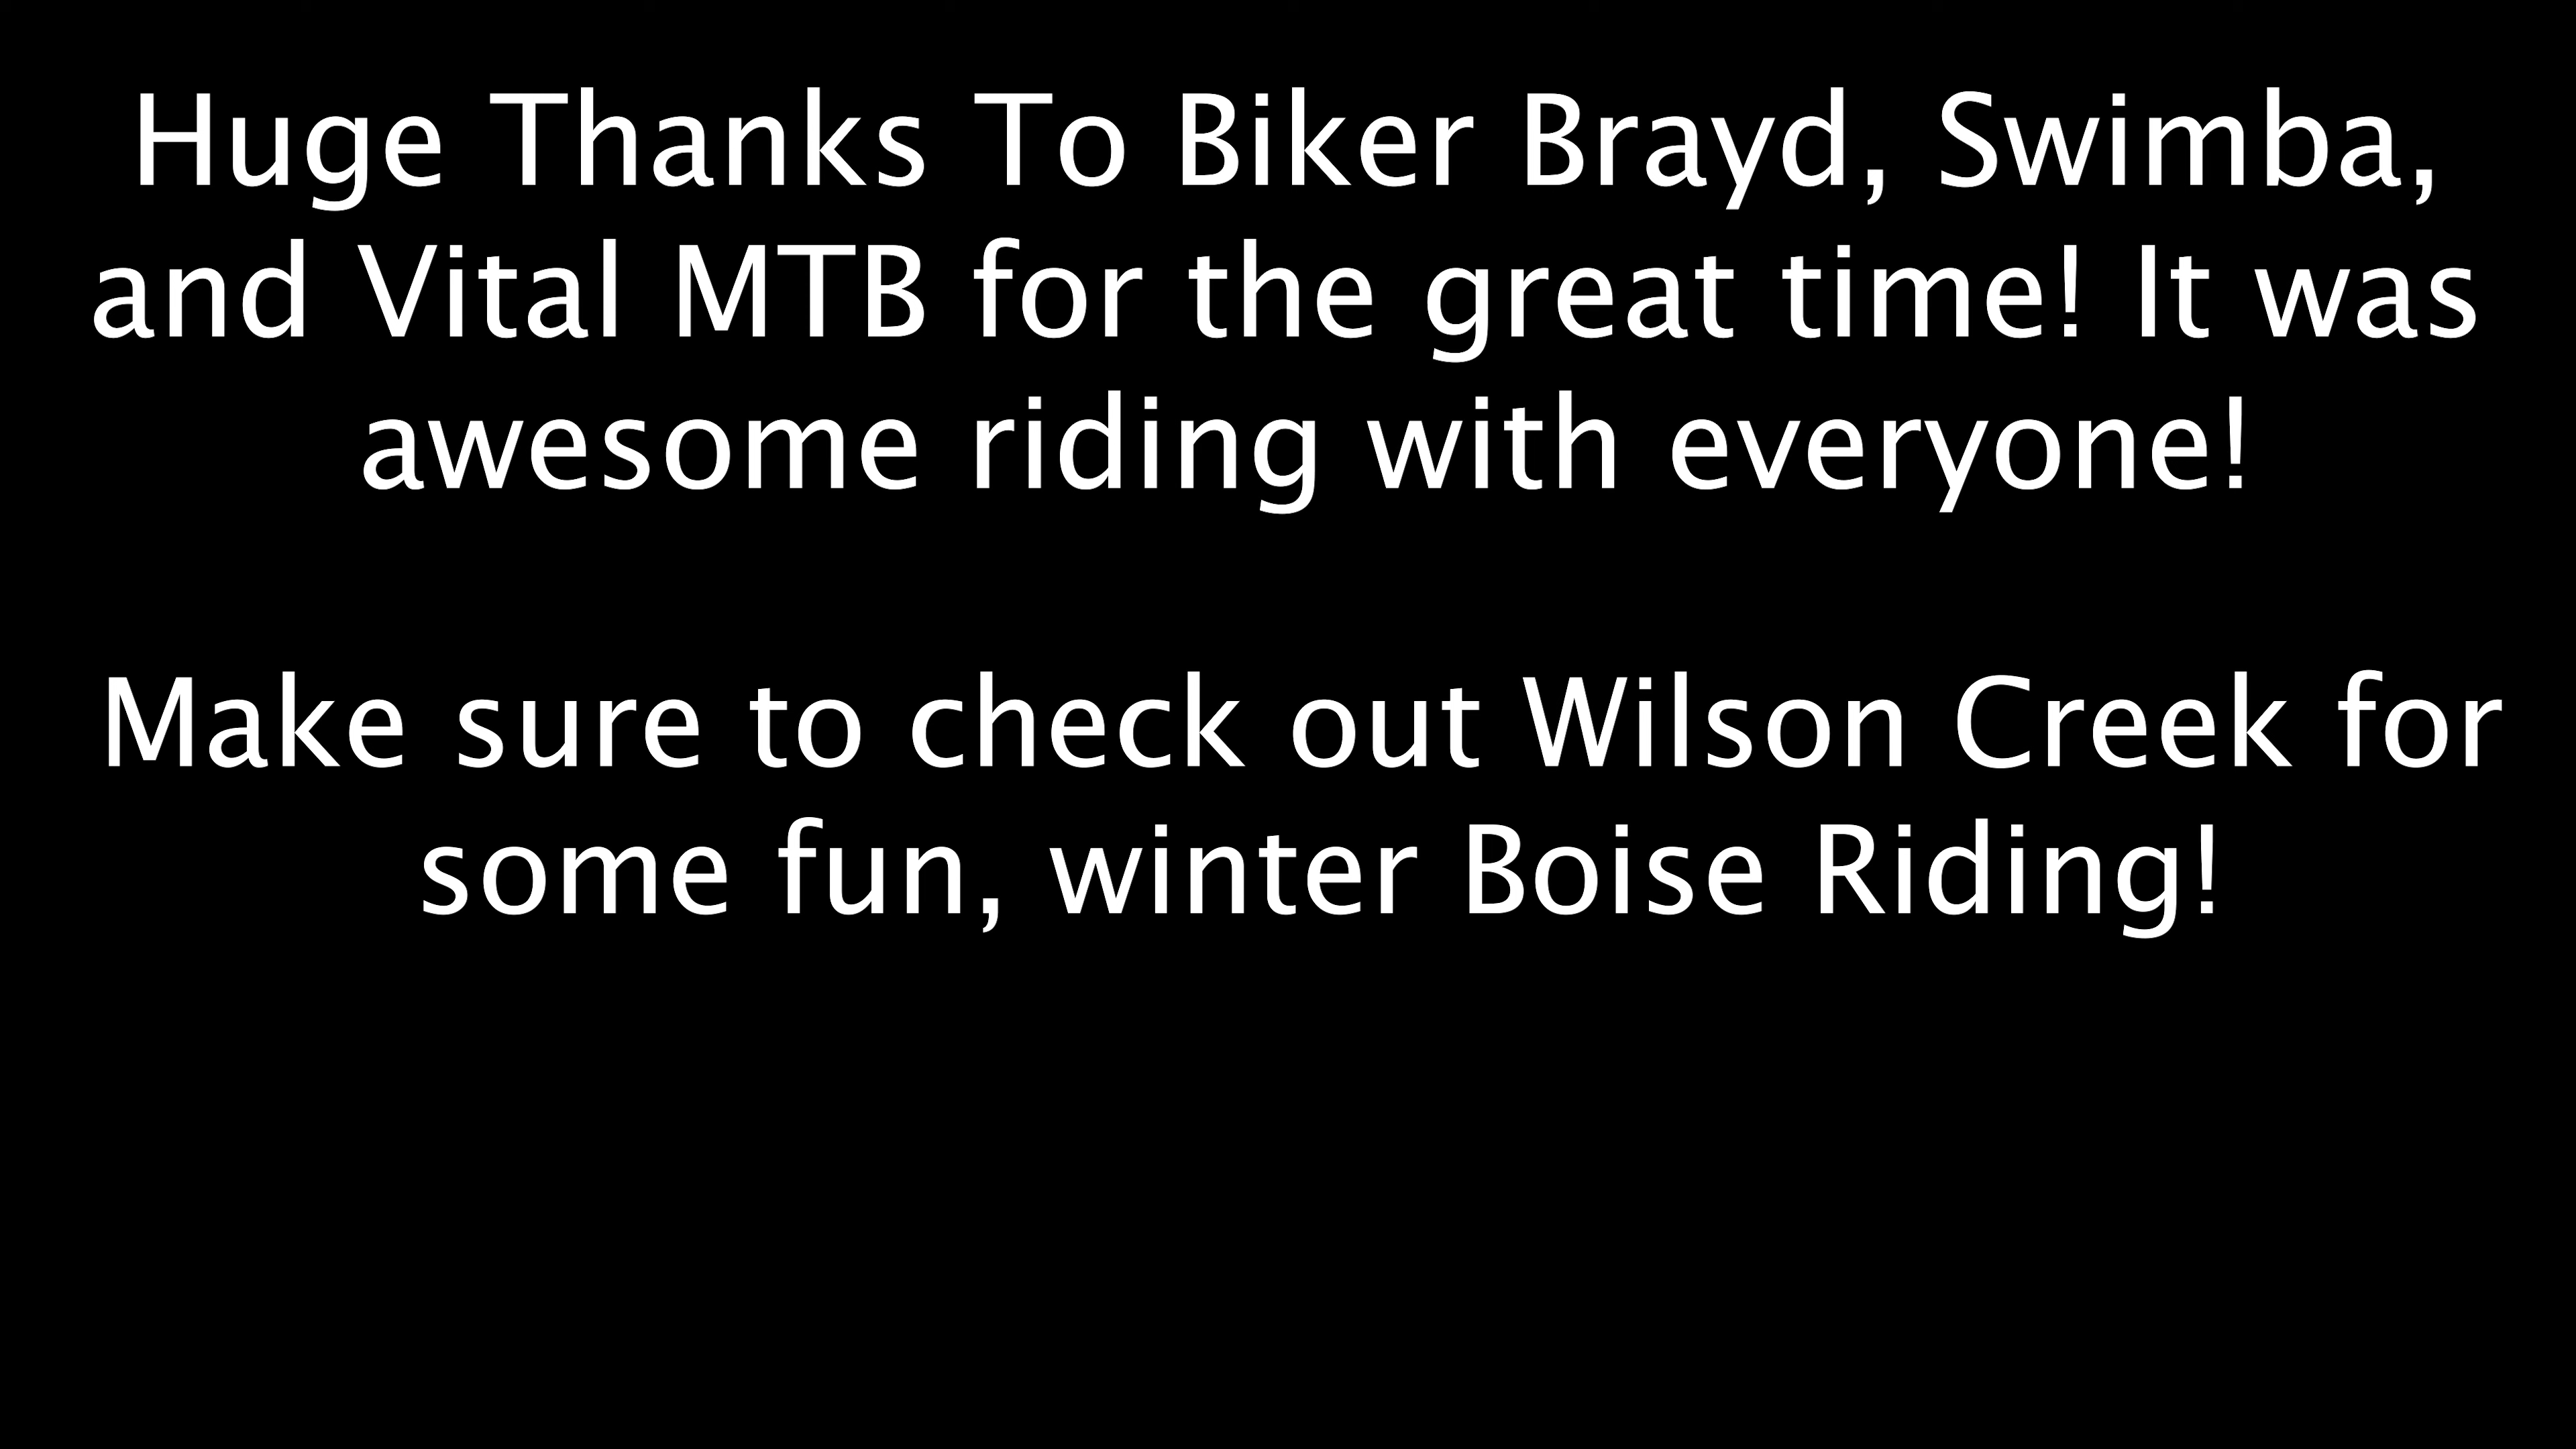 Huge Thanks To Biker Brayd, Swimba,
and Vital MTB for the great time! It was
awesome riding with everyone!
Make sure to check out Wilson Creek for
some fun, winter Boise Riding!